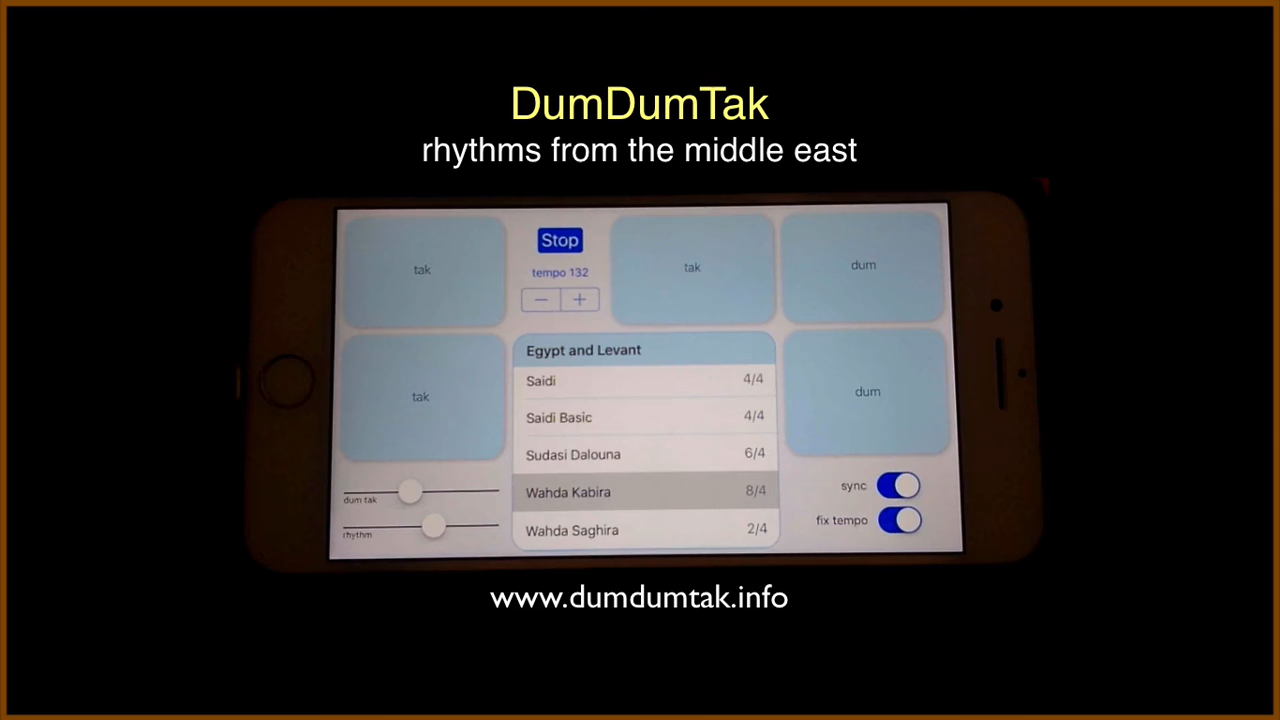 DumDumTak
rhythms from the middle east
tak
Stop
tempo 132
− +
tak
dum
tak
Egypt and Levant
Saidi 4/4
Saidi Basic 4/4
Sudasi Dalouna 6/4
Wahda Kabira 8/4
Wahda Saghira 2/4
dum
dum tak
rhythm
sync
fix tempo
www.dumdumtak.info